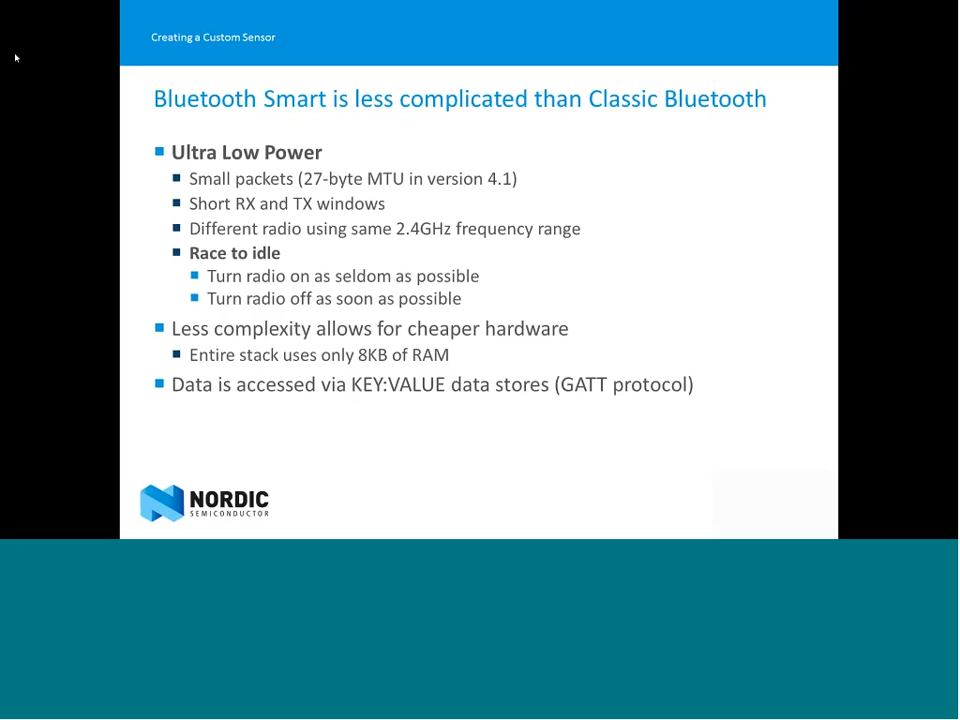 Creating a Custom Sensor
Bluetooth Smart is less complicated than Classic Bluetooth
Ultra Low Power
Small packets (27-byte MTU in version 4.1)
Short RX and TX windows
Different radio using same 2.4GHz frequency range
Race to idle
Turn radio on as seldom as possible
Turn radio off as soon as possible
Less complexity allows for cheaper hardware
Entire stack uses only 8KB of RAM
Data is accessed via KEY:VALUE data stores (GATT protocol)
NORDIC
SEMICONDUCTOR